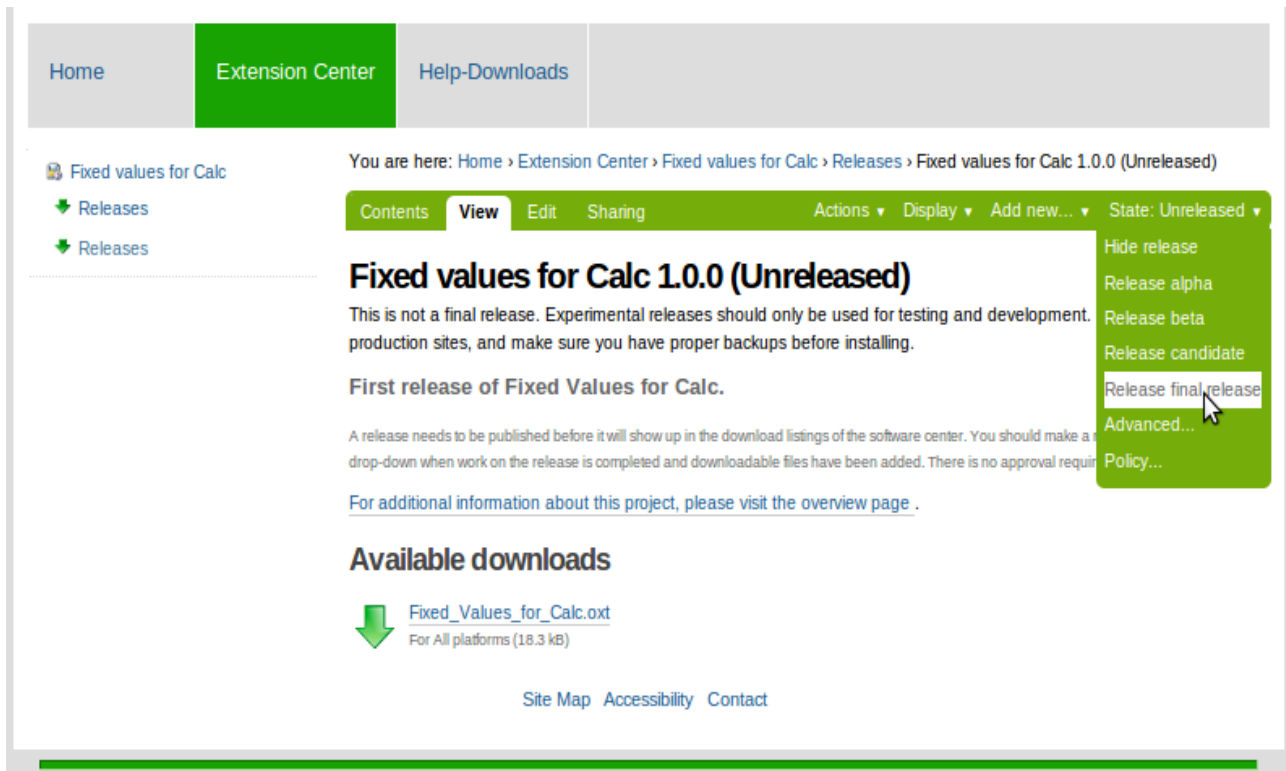 Home
Extension Center
Help-Downloads
Fixed values for Calc
Releases
Releases
You are here: Home › Extension Center › Fixed values for Calc › Releases › Fixed values for Calc 1.0.0 (Unreleased)
Contents View Edit Sharing Actions ▾ Display ▾ Add new... ▾ State: Unreleased ▾
Hide release
Release alpha
Release beta
Release candidate
Release final release
Advanced...
Policy...
Fixed values for Calc 1.0.0 (Unreleased)
This is not a final release. Experimental releases should only be used for testing and development.
production sites, and make sure you have proper backups before installing.
First release of Fixed Values for Calc.
A release needs to be published before it will show up in the download listings of the software center. You should make a
drop-down when work on the release is completed and downloadable files have been added. There is no approval requir
For additional information about this project, please visit the overview page .
Available downloads
Fixed_Values_for_Calc.oxt
For All platforms (18.3 kB)
Site Map Accessibility Contact